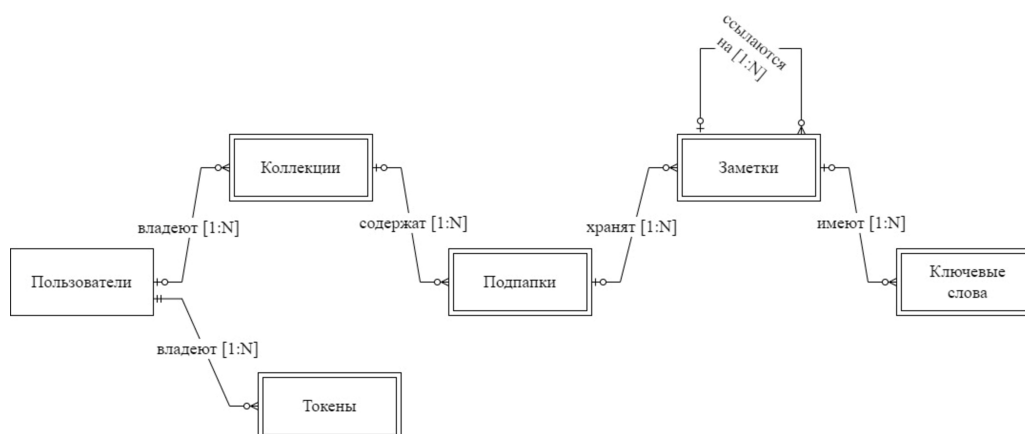 ссылаются
на [1:N]
Коллекции
Заметки
владеют [1:N]
содержат [1:N]
хранят [1:N]
имеют [1:N]
Пользователи
Подпапки
Ключевые
слова
владеют [1:N]
Токены